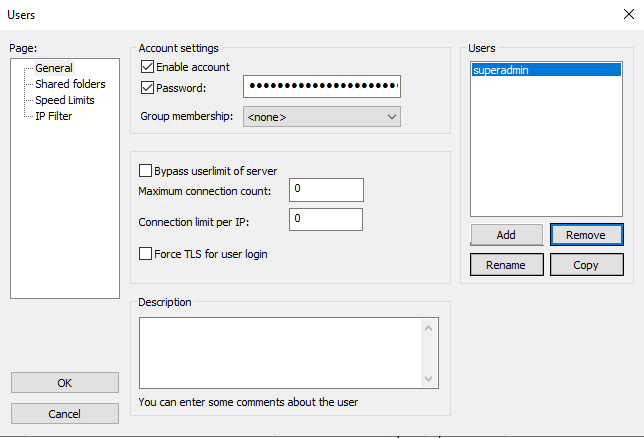 Users
Page:
General
Shared folders
Speed Limits
IP Filter
Account settings
Enable account
Password:
Group membership:
<none>
Bypass userlimit of server
Maximum connection count:
0
Connection limit per IP:
0
Force TLS for user login
Description
You can enter some comments about the user
Users
superadmin
Add
Remove
Rename
Copy
OK
Cancel